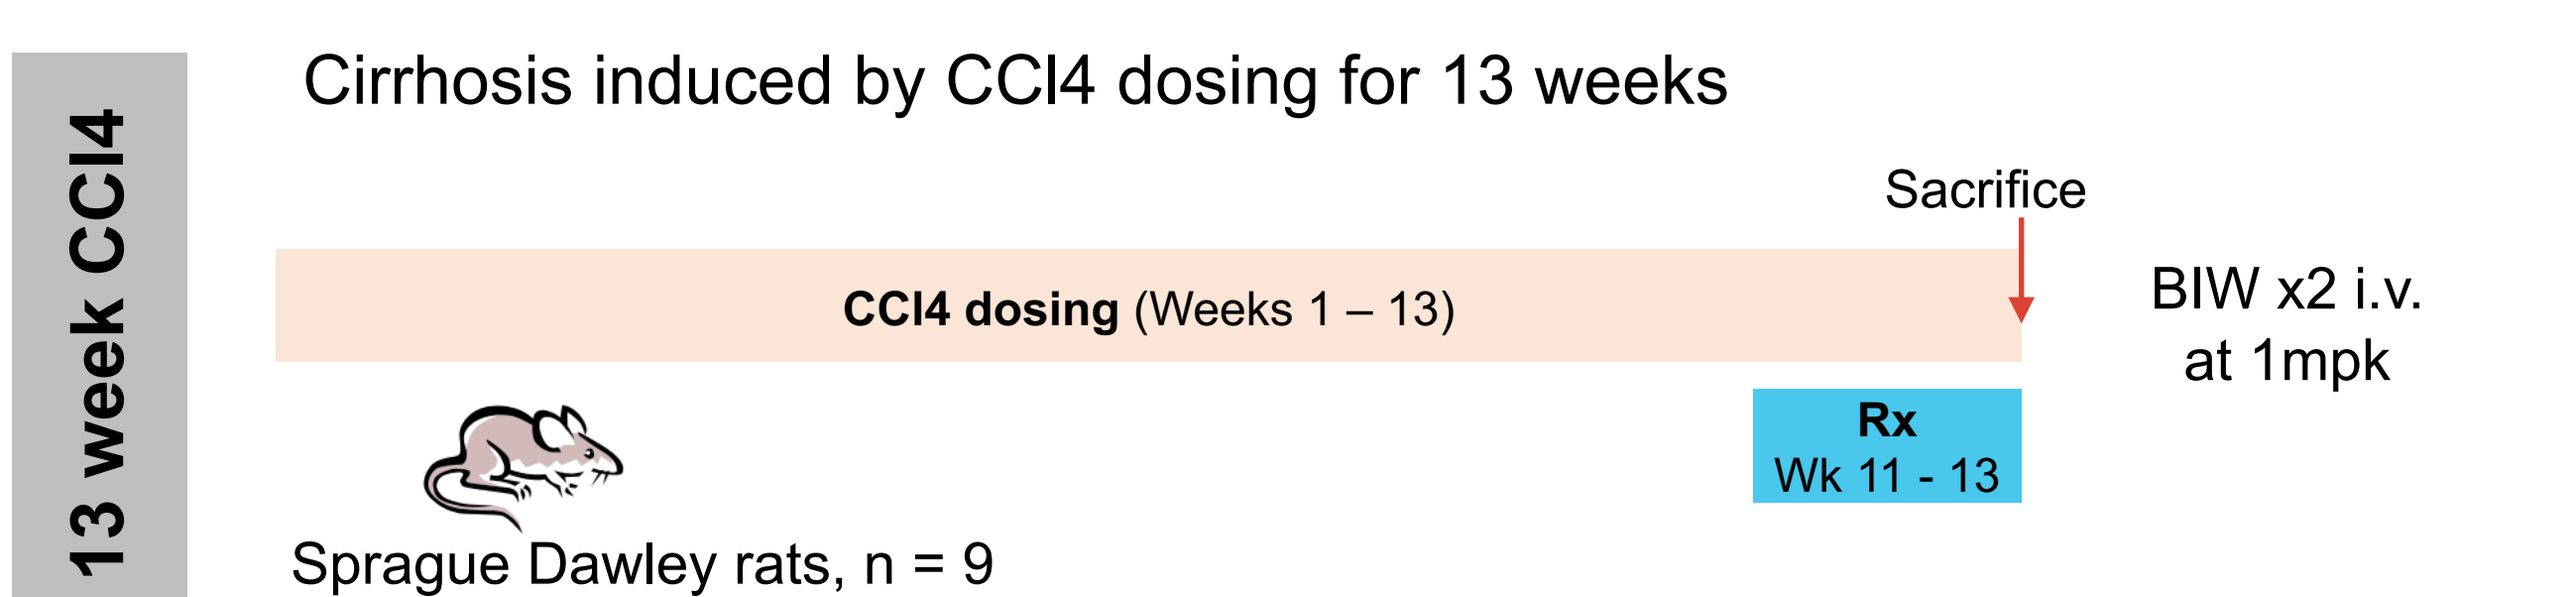 13 week CCl4
Cirrhosis induced by CCl4 dosing for 13 weeks
Sacrifice
CCl4 dosing (Weeks 1 – 13)
BIW x2 i.v.
at 1mpk
Rx
Wk 11 - 13
Sprague Dawley rats, n = 9